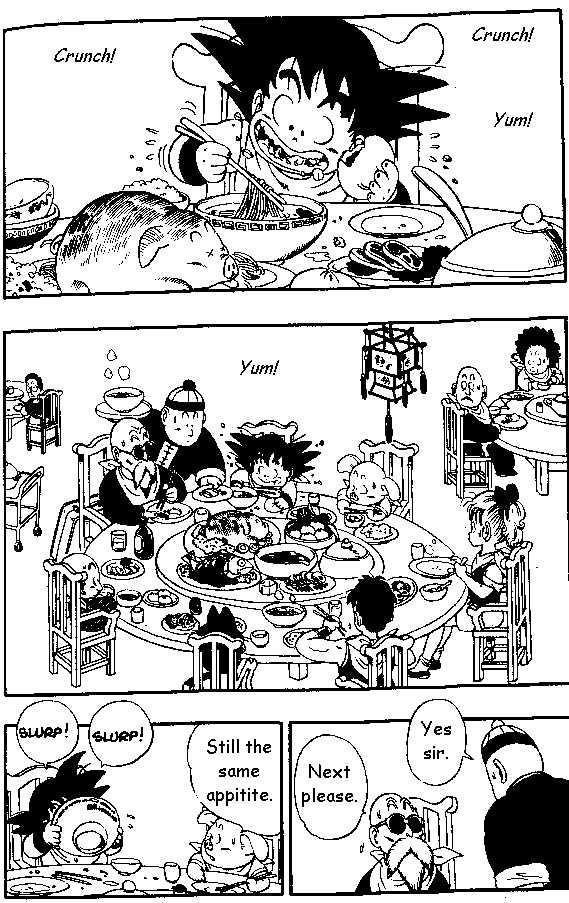 Crunch!
Crunch!
Yum!
Yum!
SLURP!
SLURP!
Still the
same
appitite.
Next
please.
Yes
sir.